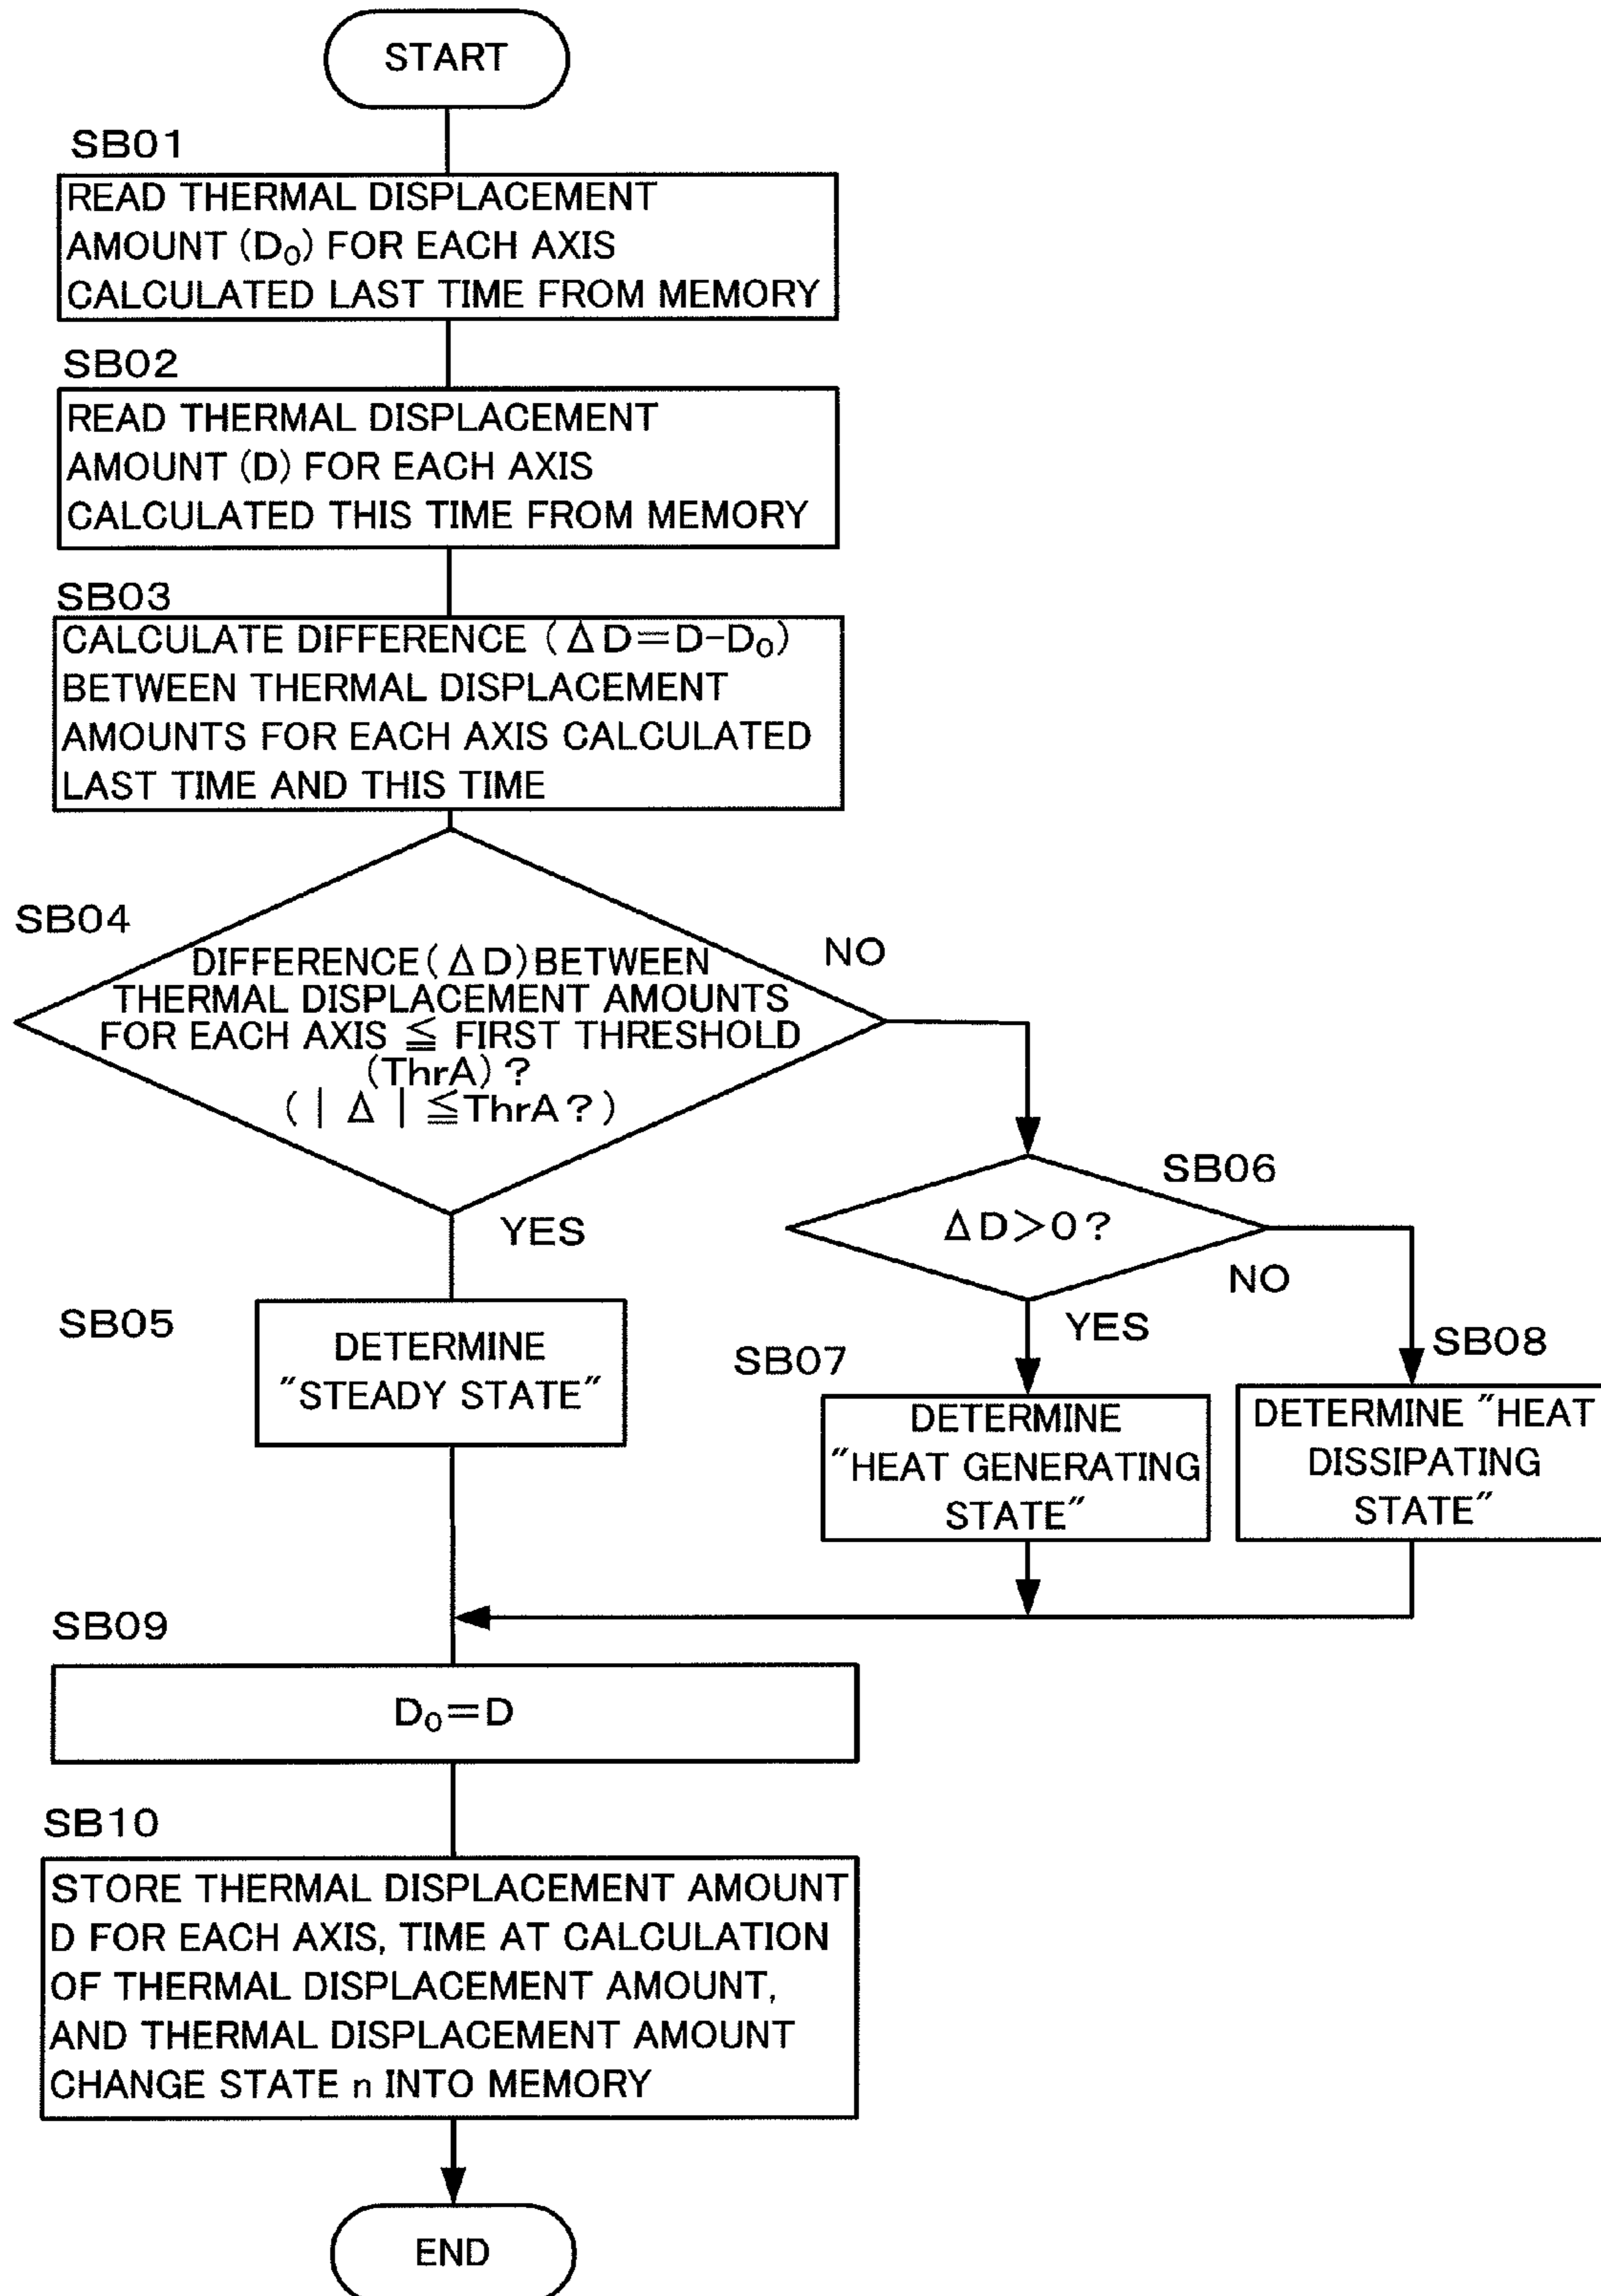 START
SB01
READ THERMAL DISPLACEMENT
AMOUNT (D₀) FOR EACH AXIS
CALCULATED LAST TIME FROM MEMORY
SB02
READ THERMAL DISPLACEMENT
AMOUNT (D) FOR EACH AXIS
CALCULATED THIS TIME FROM MEMORY
SB03
CALCULATE DIFFERENCE (ΔD=D-D₀)
BETWEEN THERMAL DISPLACEMENT
AMOUNTS FOR EACH AXIS CALCULATED
LAST TIME AND THIS TIME
SB04
DIFFERENCE(ΔD)BETWEEN
THERMAL DISPLACEMENT AMOUNTS
FOR EACH AXIS ≦ FIRST THRESHOLD
(ThrA)?
(|Δ|≦ThrA?)
NO
YES
SB06
ΔD>0?
NO
YES
SB05
DETERMINE
"STEADY STATE"
SB07
DETERMINE
"HEAT GENERATING
STATE"
SB08
DETERMINE "HEAT
DISSIPATING
STATE"
SB09
D₀=D
SB10
STORE THERMAL DISPLACEMENT AMOUNT
D FOR EACH AXIS, TIME AT CALCULATION
OF THERMAL DISPLACEMENT AMOUNT,
AND THERMAL DISPLACEMENT AMOUNT
CHANGE STATE n INTO MEMORY
END